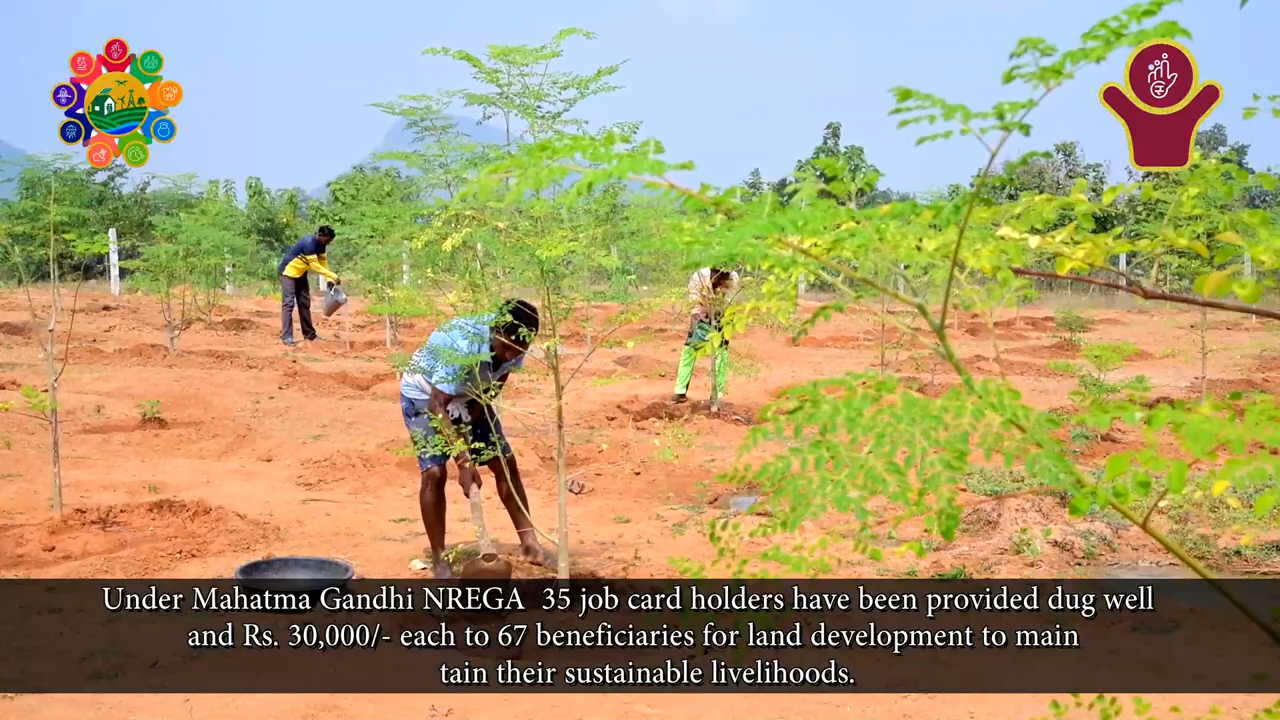 Under Mahatma Gandhi NREGA  35 job card holders have been provided dug well
and Rs. 30,000/- each to 67 beneficiaries for land development to main
tain their sustainable livelihoods.